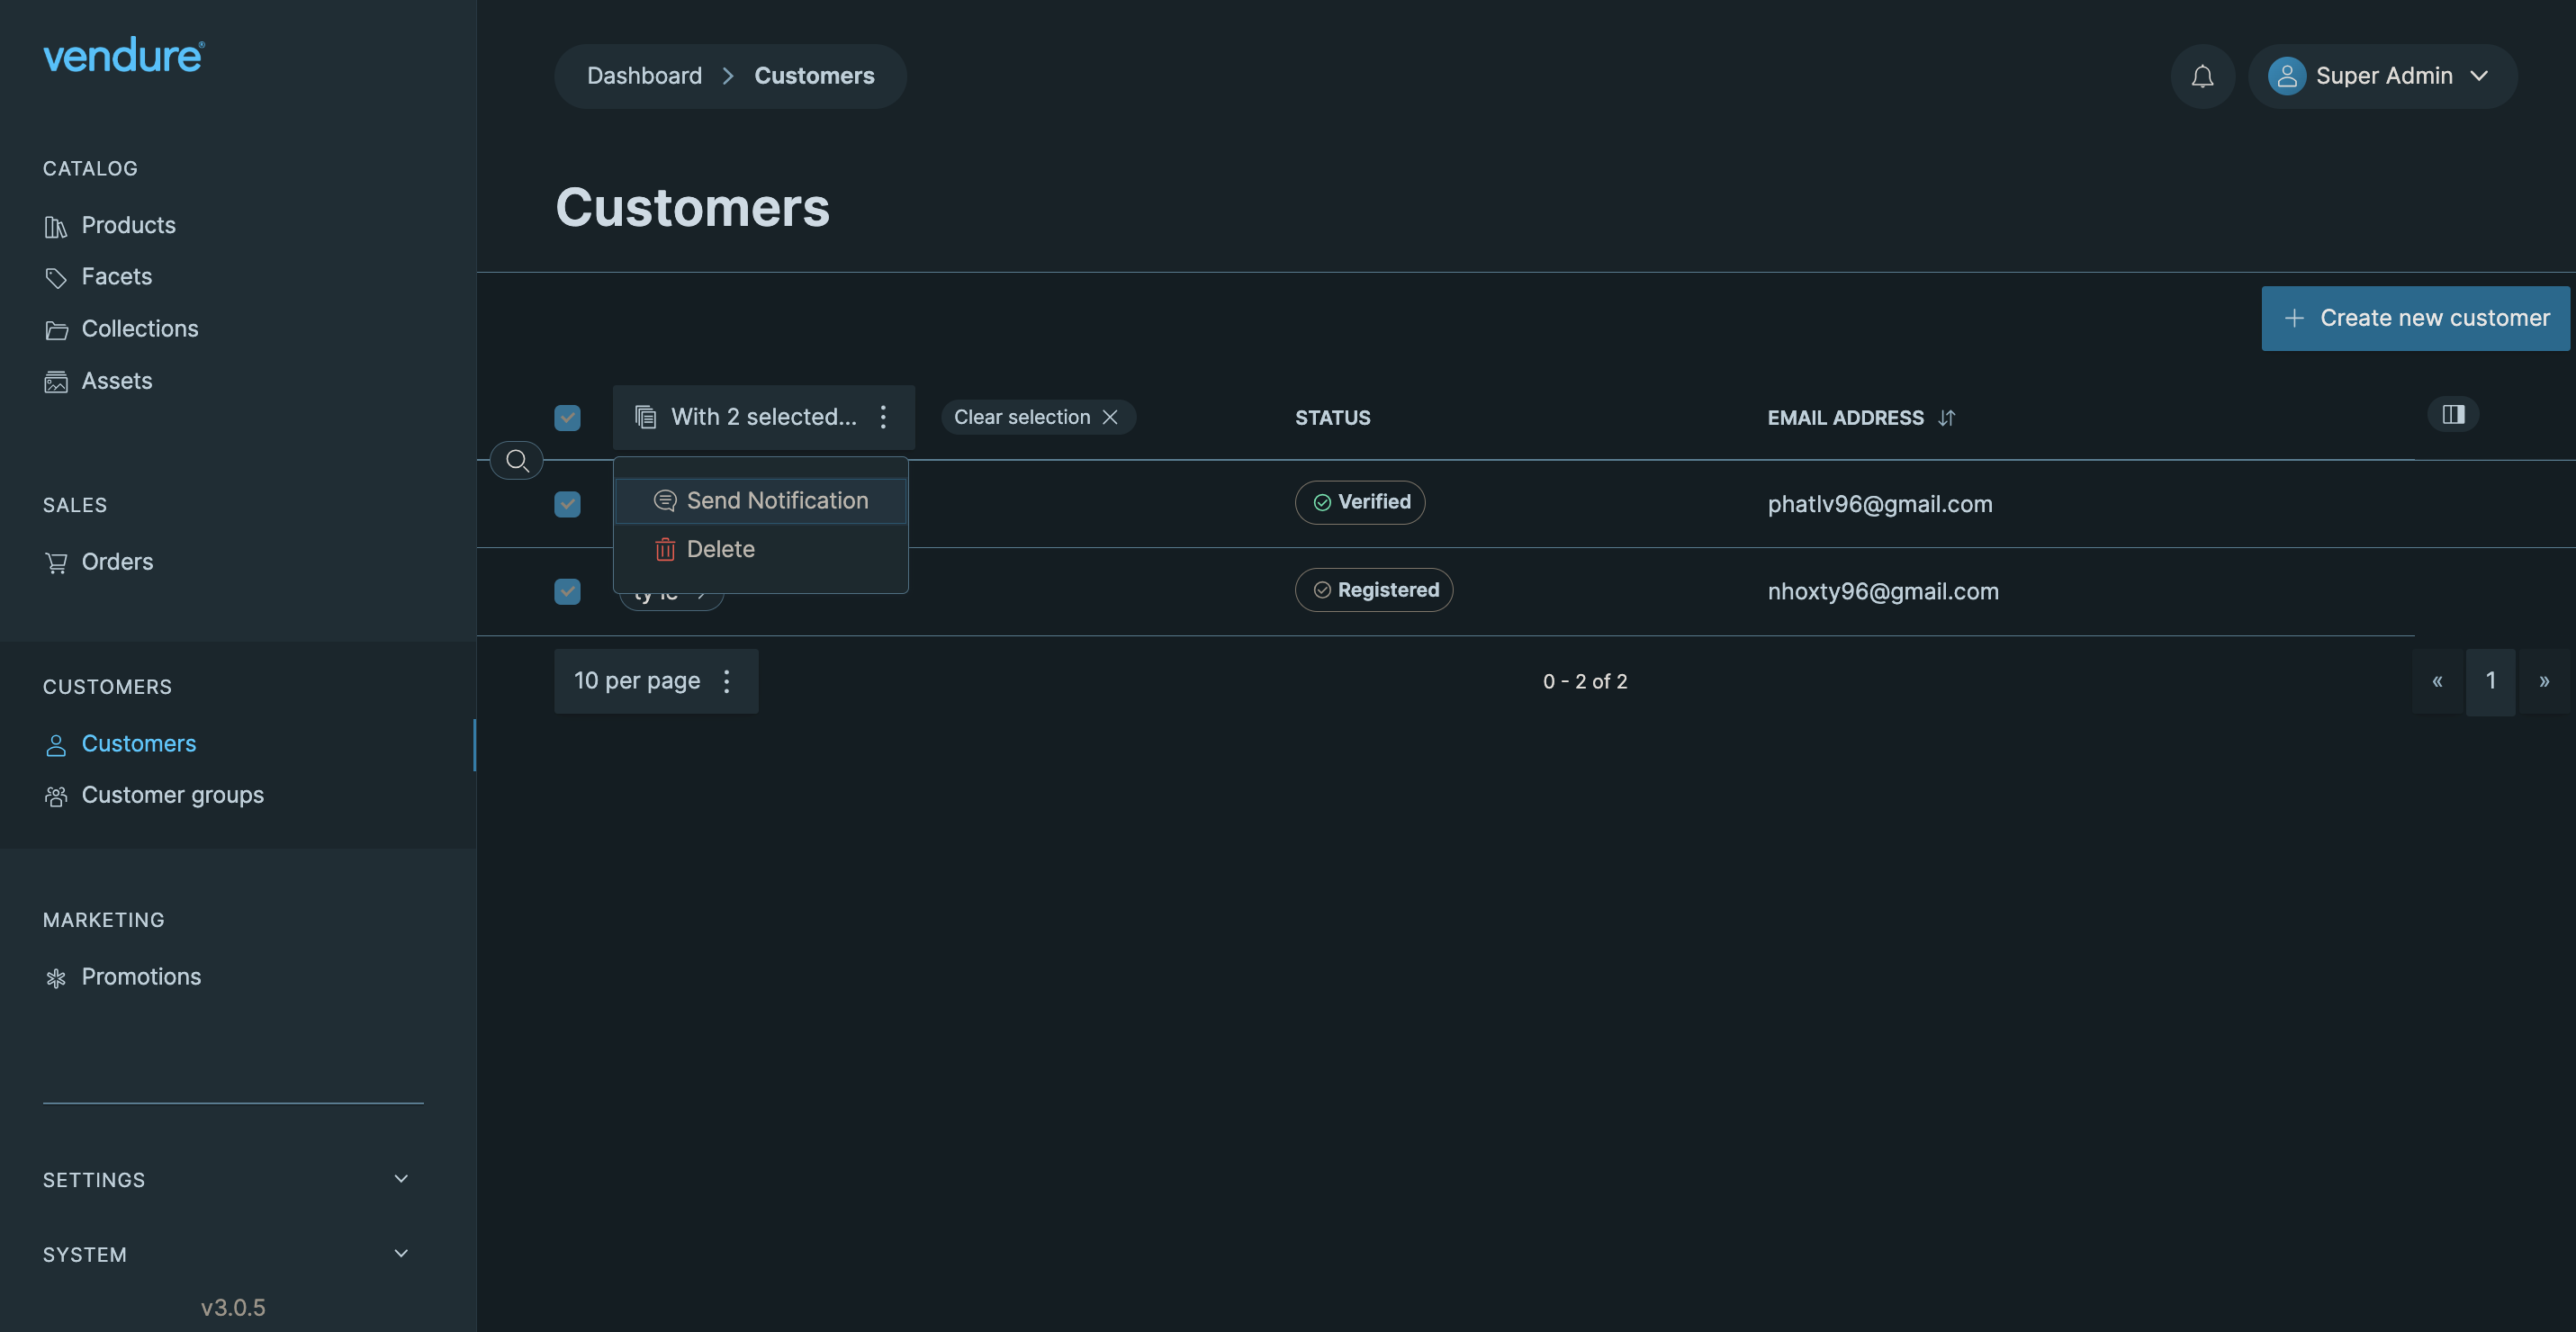 vendure
CATALOG
Products
Facets
Collections
Assets
SALES
Orders
CUSTOMERS
Customers
Customer groups
MARKETING
Promotions
SETTINGS
SYSTEM
v3.0.5
Dashboard > Customers
Super Admin
Customers
+ Create new customer
With 2 selected... Clear selection STATUS EMAIL ADDRESS
Send Notification
Delete
Verified phatlv96@gmail.com
Registered nhoxty96@gmail.com
10 per page 0 - 2 of 2 « 1 »